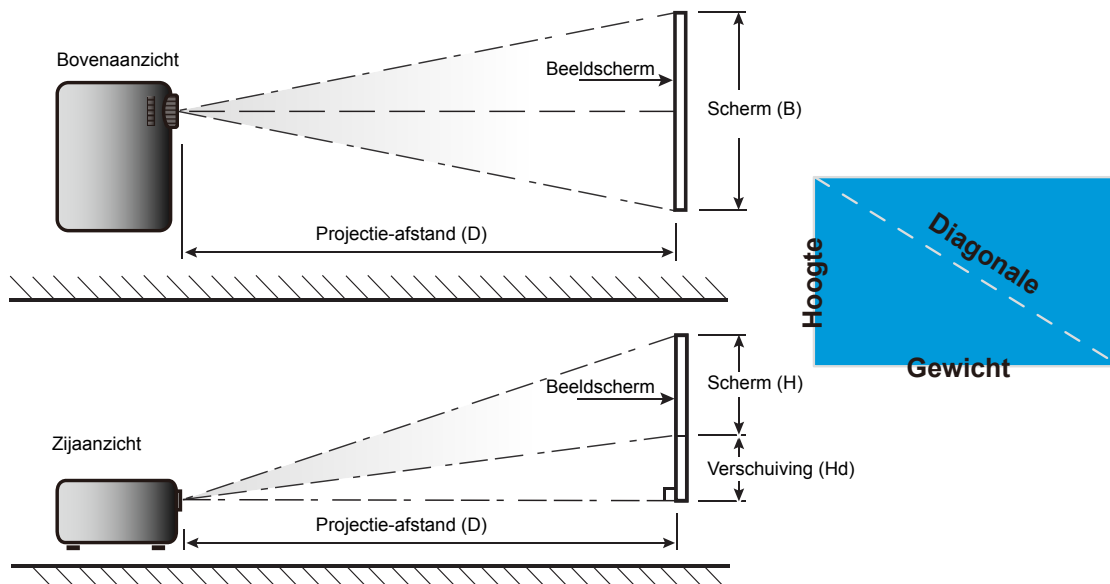 Bovenaanzicht
Beeldscherm
Scherm (B)
Projectie-afstand (D)
Hoogte
Diagonale
Gewicht
Zijaanzicht
Beeldscherm
Scherm (H)
Verschuiving (Hd)
Projectie-afstand (D)